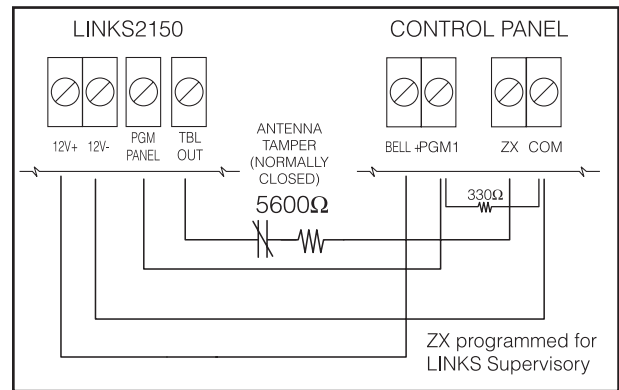 LINKS2150
CONTROL PANEL
12V+ 12V- PGM PANEL TBL OUT
ANTENNA
TAMPER
(NORMALLY
CLOSED)
5600Ω
BELL + PGM1 ZX COM
330Ω
ZX programmed for
LINKS Supervisory